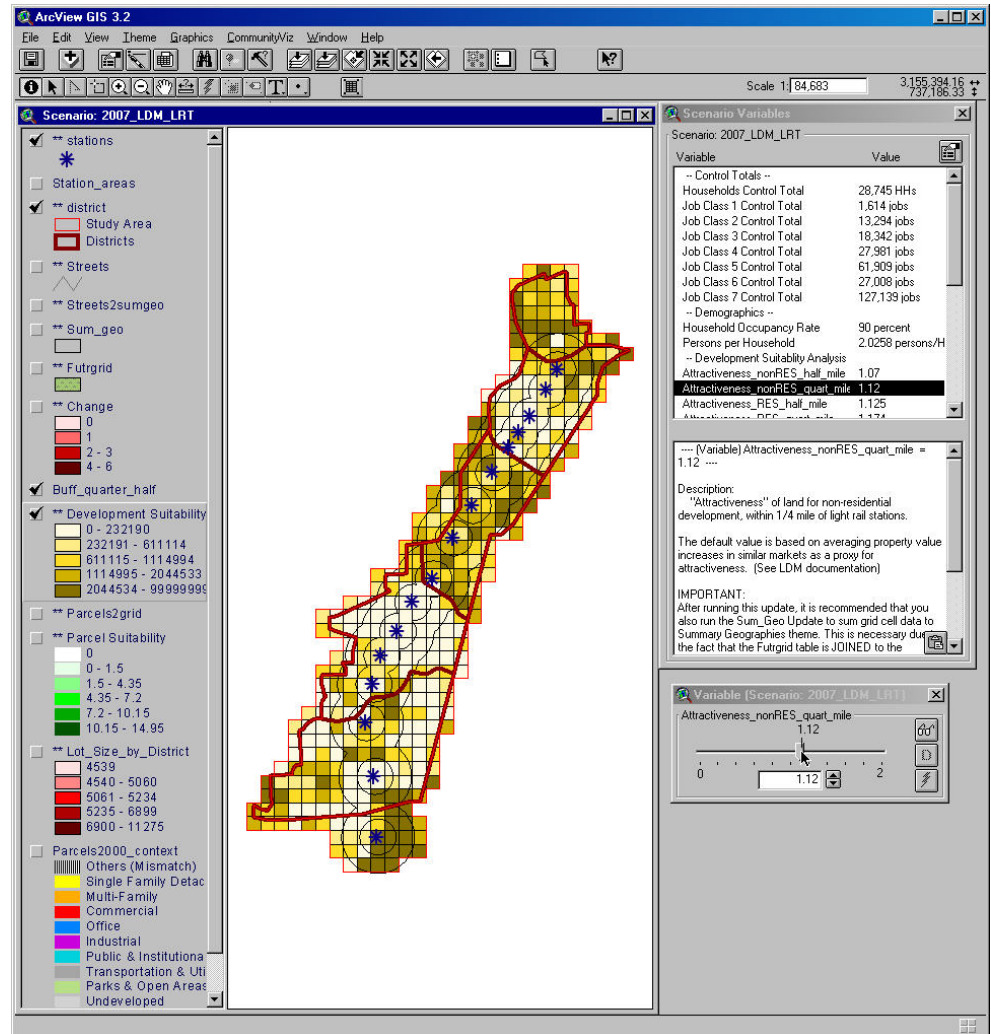 ArcView GIS 3.2
File Edit View Theme Graphics CommunityViz Window Help
Scale 1: 84,683
3,155,394.16
737,186.33
Scenario: 2007_LDM_LRT
** stations
Station_areas
** district
Study Area
Districts
** Streets
** Streets2sumgeo
** Sum_geo
** Futrgrid
** Change
0
1
2 - 3
4 - 6
Buff_quarter_half
** Development Suitability
0 - 232190
232191 - 611114
611115 - 1114994
1114995 - 2044533
2044534 - 99999999
** Parcels2grid
** Parcel Suitability
0
0 - 1.5
1.5 - 4.35
4.35 - 7.2
7.2 - 10.15
10.15 - 14.95
** Lot_Size_by_District
4539
4540 - 5060
5061 - 5234
5235 - 6899
6900 - 11275
Parcels2000_context
Others (Mismatch)
Single Family Detac
Multi-Family
Commercial
Office
Industrial
Public & Institutiona
Transportation & Uti
Parks & Open Areas
Undeveloped
Scenario Variables
Scenario: 2007_LDM_LRT
Variable Value
-- Control Totals --
Households Control Total 28,745 HHs
Job Class 1 Control Total 1,614 jobs
Job Class 2 Control Total 13,294 jobs
Job Class 3 Control Total 18,342 jobs
Job Class 4 Control Total 27,981 jobs
Job Class 5 Control Total 61,909 jobs
Job Class 6 Control Total 27,008 jobs
Job Class 7 Control Total 127,139 jobs
-- Demographics --
Household Occupancy Rate 90 percent
Persons per Household 2.0258 persons/H
-- Development Suitablity Analysis
Attractiveness_nonRES_half_mile 1.07
Attractiveness_nonRES_quart_mile 1.12
Attractiveness_RES_half_mile 1.125
Attractiveness_RES_quart_mile 1.174
---- (Variable) Attractiveness_nonRES_quart_mile =
1.12 ----
Description:
"Attractiveness" of land for non-residential
development, within 1/4 mile of light rail stations.
The default value is based on averaging property value
increases in similar markets as a proxy for
attractiveness. (See LDM documentation)
IMPORTANT:
After running this update, it is recommended that you
also run the Sum_Geo Update to sum grid cell data to
Summary Geographies theme. This is necessary due
the fact that the Futrgrid table is JOINED to the
Variable (Scenario: 2007_LDM_LRT)
Attractiveness_nonRES_quart_mile
1.12
0 2
1.12
D